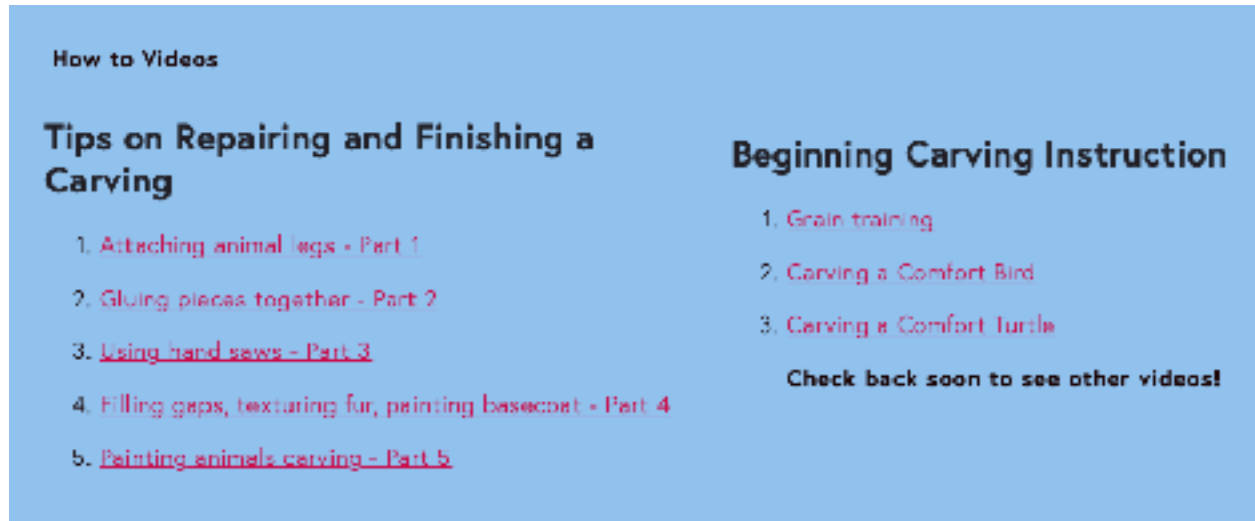 How to Videos
Tips on Repairing and Finishing a
Carving
1. Attaching animal legs - Part 1
2. Gluing pieces together - Part 2
3. Using hand saws - Part 3
4. Filling gaps, texturing fur, painting basecoat - Part 4
5. Painting animals carving - Part 5
Beginning Carving Instruction
1. Grain training
2. Carving a Comfort Bird
3. Carving a Comfort Turtle
Check back soon to see other videos!